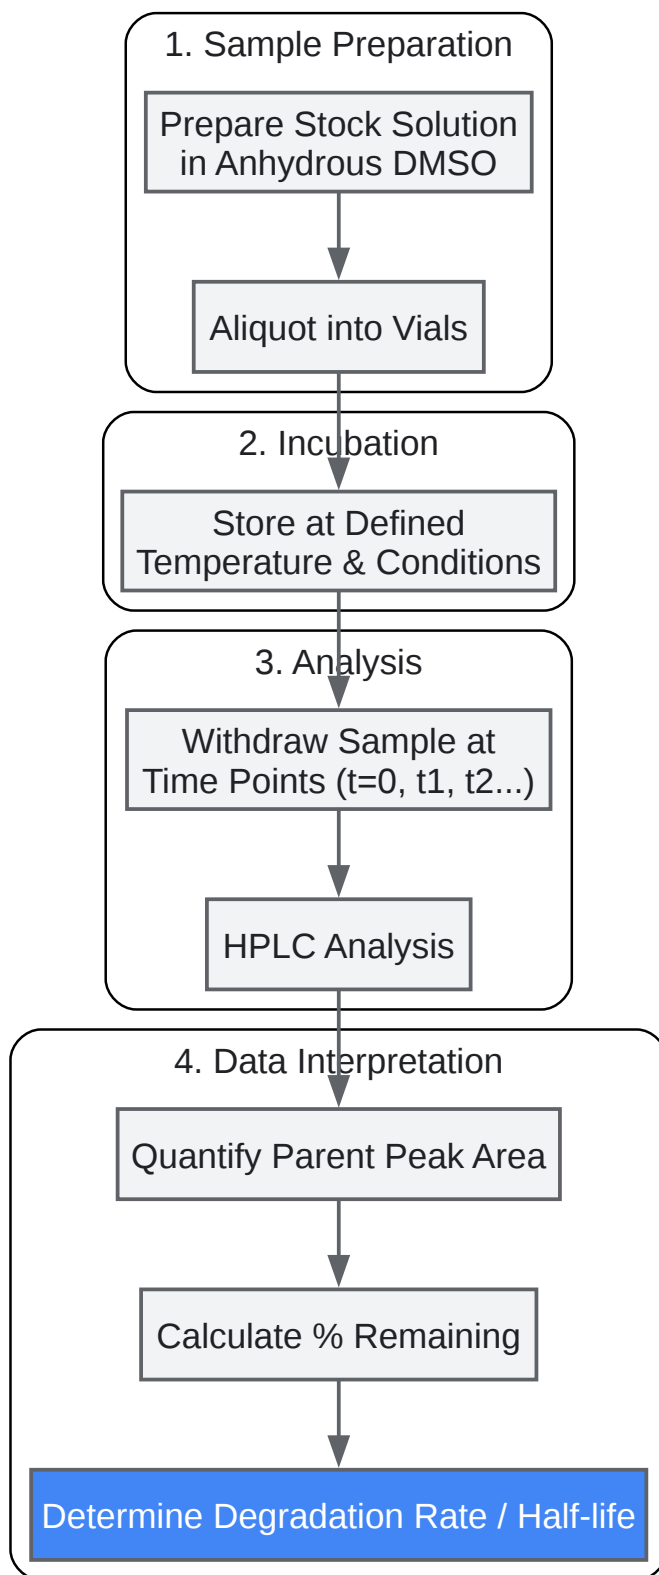 1. Sample Preparation
Prepare Stock Solution
in Anhydrous DMSO
Aliquot into Vials
2. Incubation
Store at Defined
Temperature & Conditions
3. Analysis
Withdraw Sample at
Time Points (t=0, t1, t2...)
HPLC Analysis
4. Data Interpretation
Quantify Parent Peak Area
Calculate % Remaining
Determine Degradation Rate / Half-life